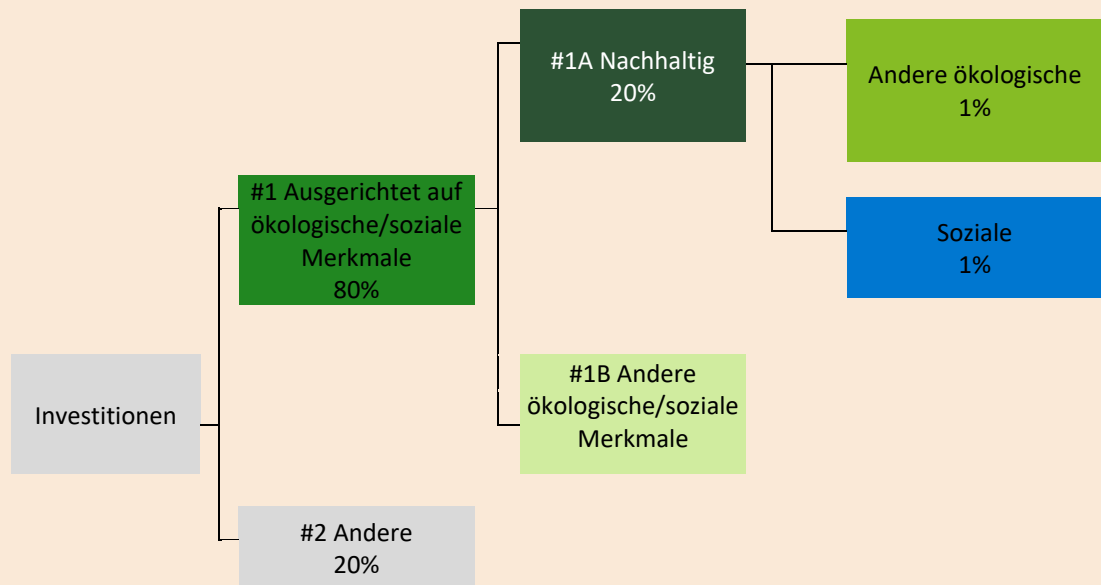 #1A Nachhaltig
20%
Andere ökologische
1%
#1 Ausgerichtet auf
ökologische/soziale
Merkmale
80%
Soziale
1%
Investitionen
#1B Andere
ökologische/soziale
Merkmale
#2 Andere
20%